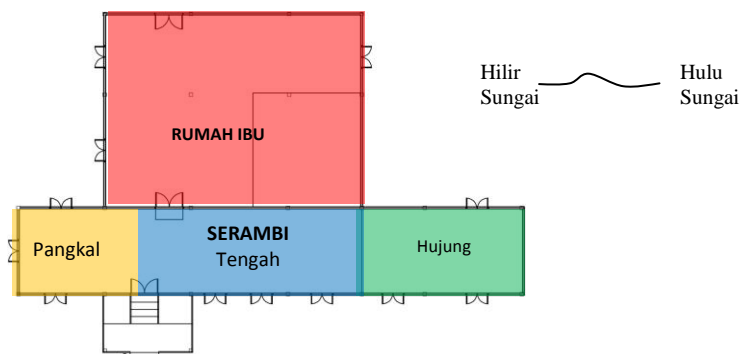 Hilir
Sungai
Hulu
Sungai
RUMAH IBU
Pangkal
SERAMBI
Tengah
Hujung